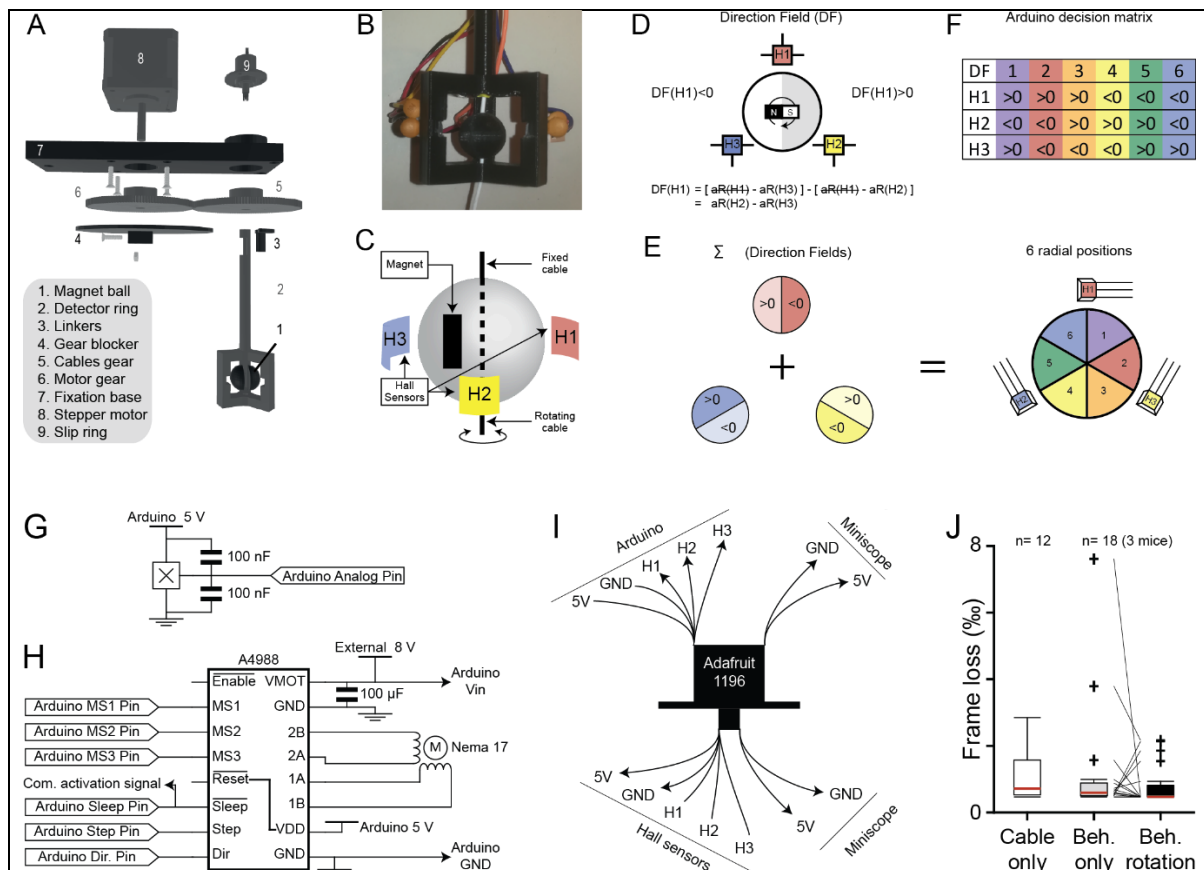 A
8
9
7
6
5
4
3
2
1
1. Magnet ball
2. Detector ring
3. Linkers
4. Gear blocker
5. Cables gear
6. Motor gear
7. Fixation base
8. Stepper motor
9. Slip ring
B
C
Magnet
Fixed
cable
H3
H1
Hall
Sensors
H2
Rotating
cable
D
Direction Field (DF)
H1
DF(H1)<0
DF(H1)>0
N S
H3
H2
DF(H1) = [ aR(H1) - aR(H3) ] - [ aR(H1) - aR(H2) ]
= aR(H2) - aR(H3)
E
Σ (Direction Fields)
>0 <0
+
>0
<0
>0
<0
=
6 radial positions
H1
6 1
5 2
4 3
H2
H3
F
Arduino decision matrix
DF 1 2 3 4 5 6
H1 >0 >0 >0 <0 <0 <0
H2 <0 <0 >0 >0 >0 <0
H3 >0 <0 <0 <0 >0 >0
G
Arduino 5 V
100 nF
100 nF
Arduino Analog Pin
H
A4988
External 8 V
Enable VMOT
Arduino
Vin
100 µF
Arduino MS1 Pin
MS1 GND
Arduino MS2 Pin
MS2 2B
M Nema 17
Arduino MS3 Pin
MS3 2A
Reset 1A
Com. activation signal
Arduino Sleep Pin
Sleep 1B
Arduino Step Pin
Step VDD
Arduino 5 V
Arduino Dir. Pin
Dir GND
Arduino
GND
I
Arduino
H3
H2
H1
GND
5V
Miniscope
GND
5V
Adafruit
1196
5V
GND
H1
H2
H3
Hall sensors
GND
5V
Miniscope
J
n= 12
n= 18 (3 mice)
8
Frame loss (‰)
0
Cable
only
Beh.
only
Beh.
rotation